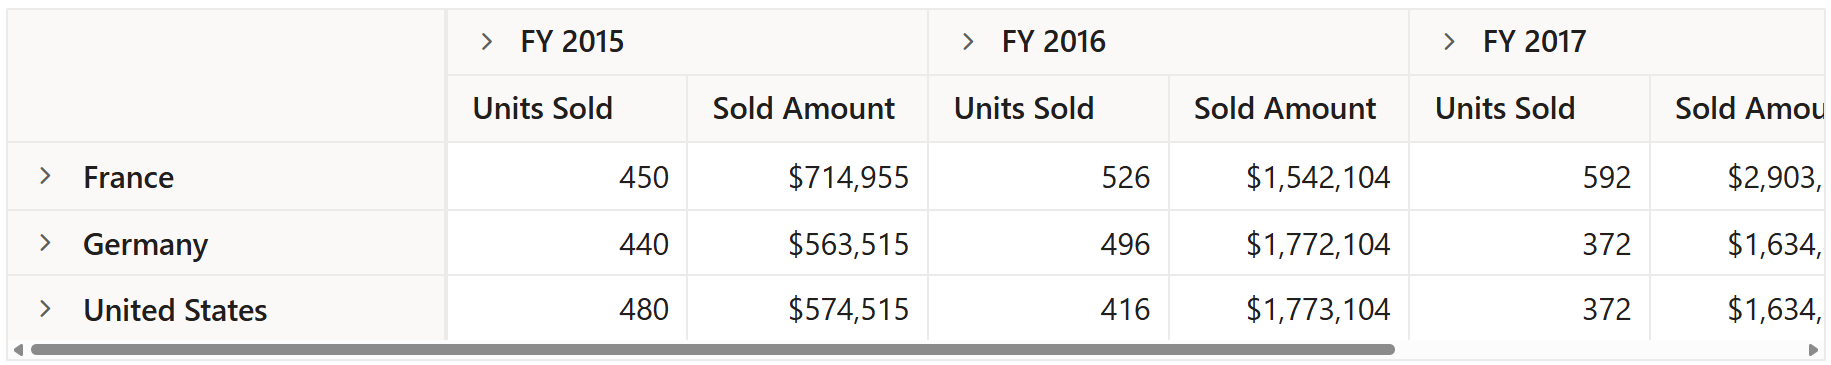 FY 2015 FY 2016 FY 2017
Units Sold Sold Amount Units Sold Sold Amount Units Sold Sold Amou
France 450 $714,955 526 $1,542,104 592 $2,903,
Germany 440 $563,515 496 $1,772,104 372 $1,634,
United States 480 $574,515 416 $1,773,104 372 $1,634,